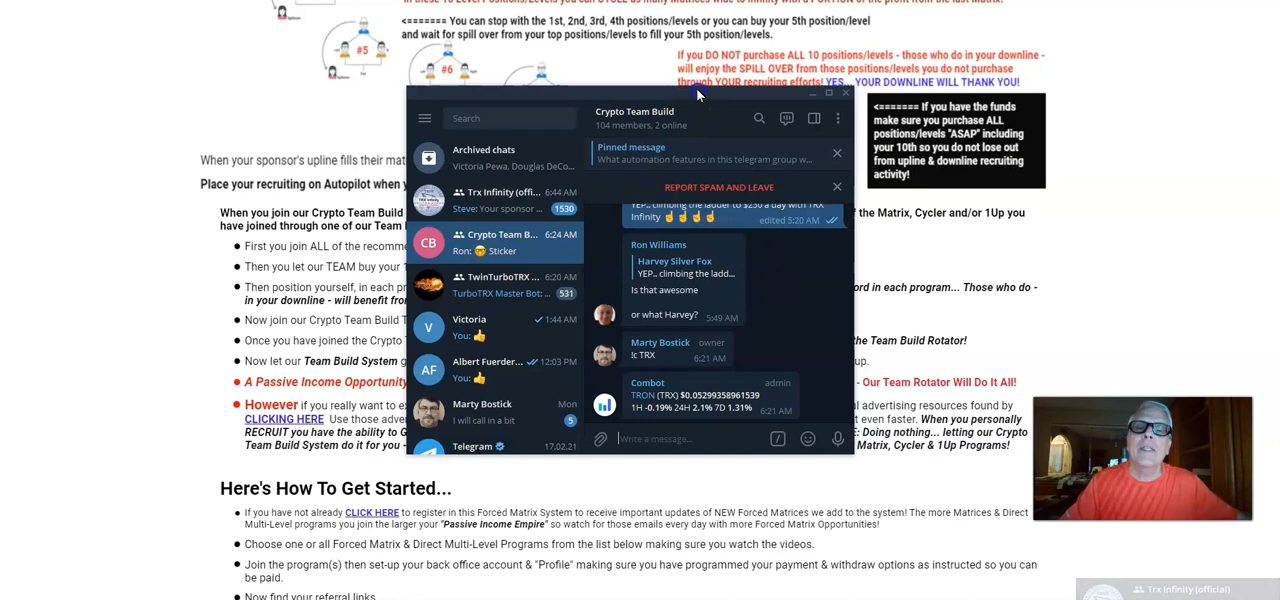 In these 10 Level Positions you can CYCLE as many Matrixes wide to Infinity with a PORTION of the profit from the last Matrix!
<======= You can stop with the 1st, 2nd, 3rd, 4th positions/levels or you can buy your 5th position/level
and wait for spill over from your top positions/levels to fill your 5th position/levels.
#5
#6
If you DO NOT purchase ALL 10 positions/levels - those who do in your downline -
will enjoy the SPILL OVER from those positions/levels you do not purchase
through YOUR recruiting efforts! YES... YOUR DOWNLINE WILL THANK YOU!
<======= If you have the funds
make sure you purchase ALL
positions/levels "ASAP" including
your 10th so you do not lose out
from upline & downline recruiting
activity!
Search
Crypto Team Build
104 members, 2 online
Archived chats
Victoria Pewa, Douglas DeCo...
Pinned message
What automation features in this telegram group w...
REPORT SPAM AND LEAVE
Trx Infinity (offi... 6:44 AM
Steve: Your sponsor ... 1530
YEP.. climbing the ladder to $250 a day with TRX
Infinity ☝☝☝☝ edited 5:20 AM
CB
Crypto Team B... 6:24 AM
Ron: 🤓 Sticker
Ron Williams
Harvey Silver Fox
YEP.. climbing the ladd...
Is that awesome
or what Harvey? 5:49 AM
TwinTurboTRX ... 6:20 AM
TurboTRX Master Bot: ... 531
V
Victoria 1:44 AM
You: 👍
Marty Bostick owner
!c TRX 6:21 AM
AF
Albert Fuerder... 12:03 PM
You: 👍
Combot admin
TRON (TRX) $0.05299358961539
1H -0.19% 24H 2.1% 7D 1.31% 6:21 AM
Marty Bostick Mon
I will call in a bit 5
Write a message...
Telegram 17.02.21
When your sponsor's upline fills their mat
Place your recruiting on Autopilot when y
When you join our Crypto Team Build f the Matrix, Cycler and/or 1Up you
have joined through one of our Team
First you join ALL of the recomme
Then you let our TEAM buy your 1
Then position yourself, in each pr ord in each program... Those who do -
in your downline - will benefit from
Now join our Crypto Team Build T
Once you have joined the Crypto the Team Build Rotator!
Now let our Team Build System g up.
A Passive Income Opportunity - Our Team Rotator Will Do It All!
However if you really want to ex ul advertising resources found by
CLICKING HERE Use those adver t even faster. When you personally
RECRUIT you have the ability to G E: Doing nothing... letting our Crypto
Team Build System do it for you - Matrix, Cycler & 1Up Programs!
Here's How To Get Started...
If you have not already CLICK HERE to register in this Forced Matrix System to receive important updates of NEW Forced Matrices we add to the system! The more Matrices & Direct
Multi-Level programs you join the larger your "Passive Income Empire" so watch for those emails every day with more Forced Matrix Opportunities!
Choose one or all Forced Matrix & Direct Multi-Level Programs from the list below making sure you watch the videos.
Join the program(s) then set-up your back office account & "Profile" making sure you have programmed your payment & withdraw options as instructed so you can
be paid.
Now find your referral links
Trx Infinity (official)